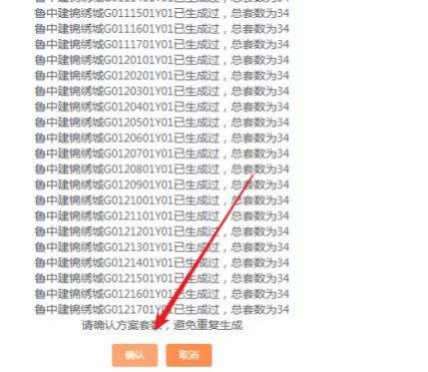 鲁中建锦绣城G0111501Y01已生成过，总套数为34
鲁中建锦绣城G0111601Y01已生成过，总套数为34
鲁中建锦绣城G0111701Y01已生成过，总套数为34
鲁中建锦绣城G0120101Y01已生成过，总套数为34
鲁中建锦绣城G0120201Y01已生成过，总套数为34
鲁中建锦绣城G0120301Y01已生成过，总套数为34
鲁中建锦绣城G0120401Y01已生成过，总套数为34
鲁中建锦绣城G0120501Y01已生成过，总套数为34
鲁中建锦绣城G0120601Y01已生成过，总套数为34
鲁中建锦绣城G0120701Y01已生成过，总套数为34
鲁中建锦绣城G0120801Y01已生成过，总套数为34
鲁中建锦绣城G0120901Y01已生成过，总套数为34
鲁中建锦绣城G0121001Y01已生成过，总套数为34
鲁中建锦绣城G0121101Y01已生成过，总套数为34
鲁中建锦绣城G0121201Y01已生成过，总套数为34
鲁中建锦绣城G0121301Y01已生成过，总套数为34
鲁中建锦绣城G0121401Y01已生成过，总套数为34
鲁中建锦绣城G0121501Y01已生成过，总套数为34
鲁中建锦绣城G0121601Y01已生成过，总套数为34
鲁中建锦绣城G0121701Y01已生成过，总套数为34
请确认方案套数，避免重复生成
确认 取消